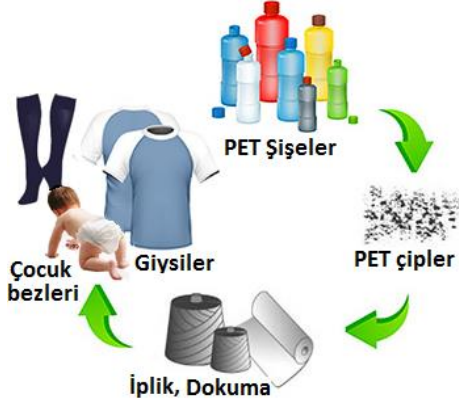 PET Şişeler
PET çipler
İplik, Dokuma
Çocuk
bezleri
Giysiler